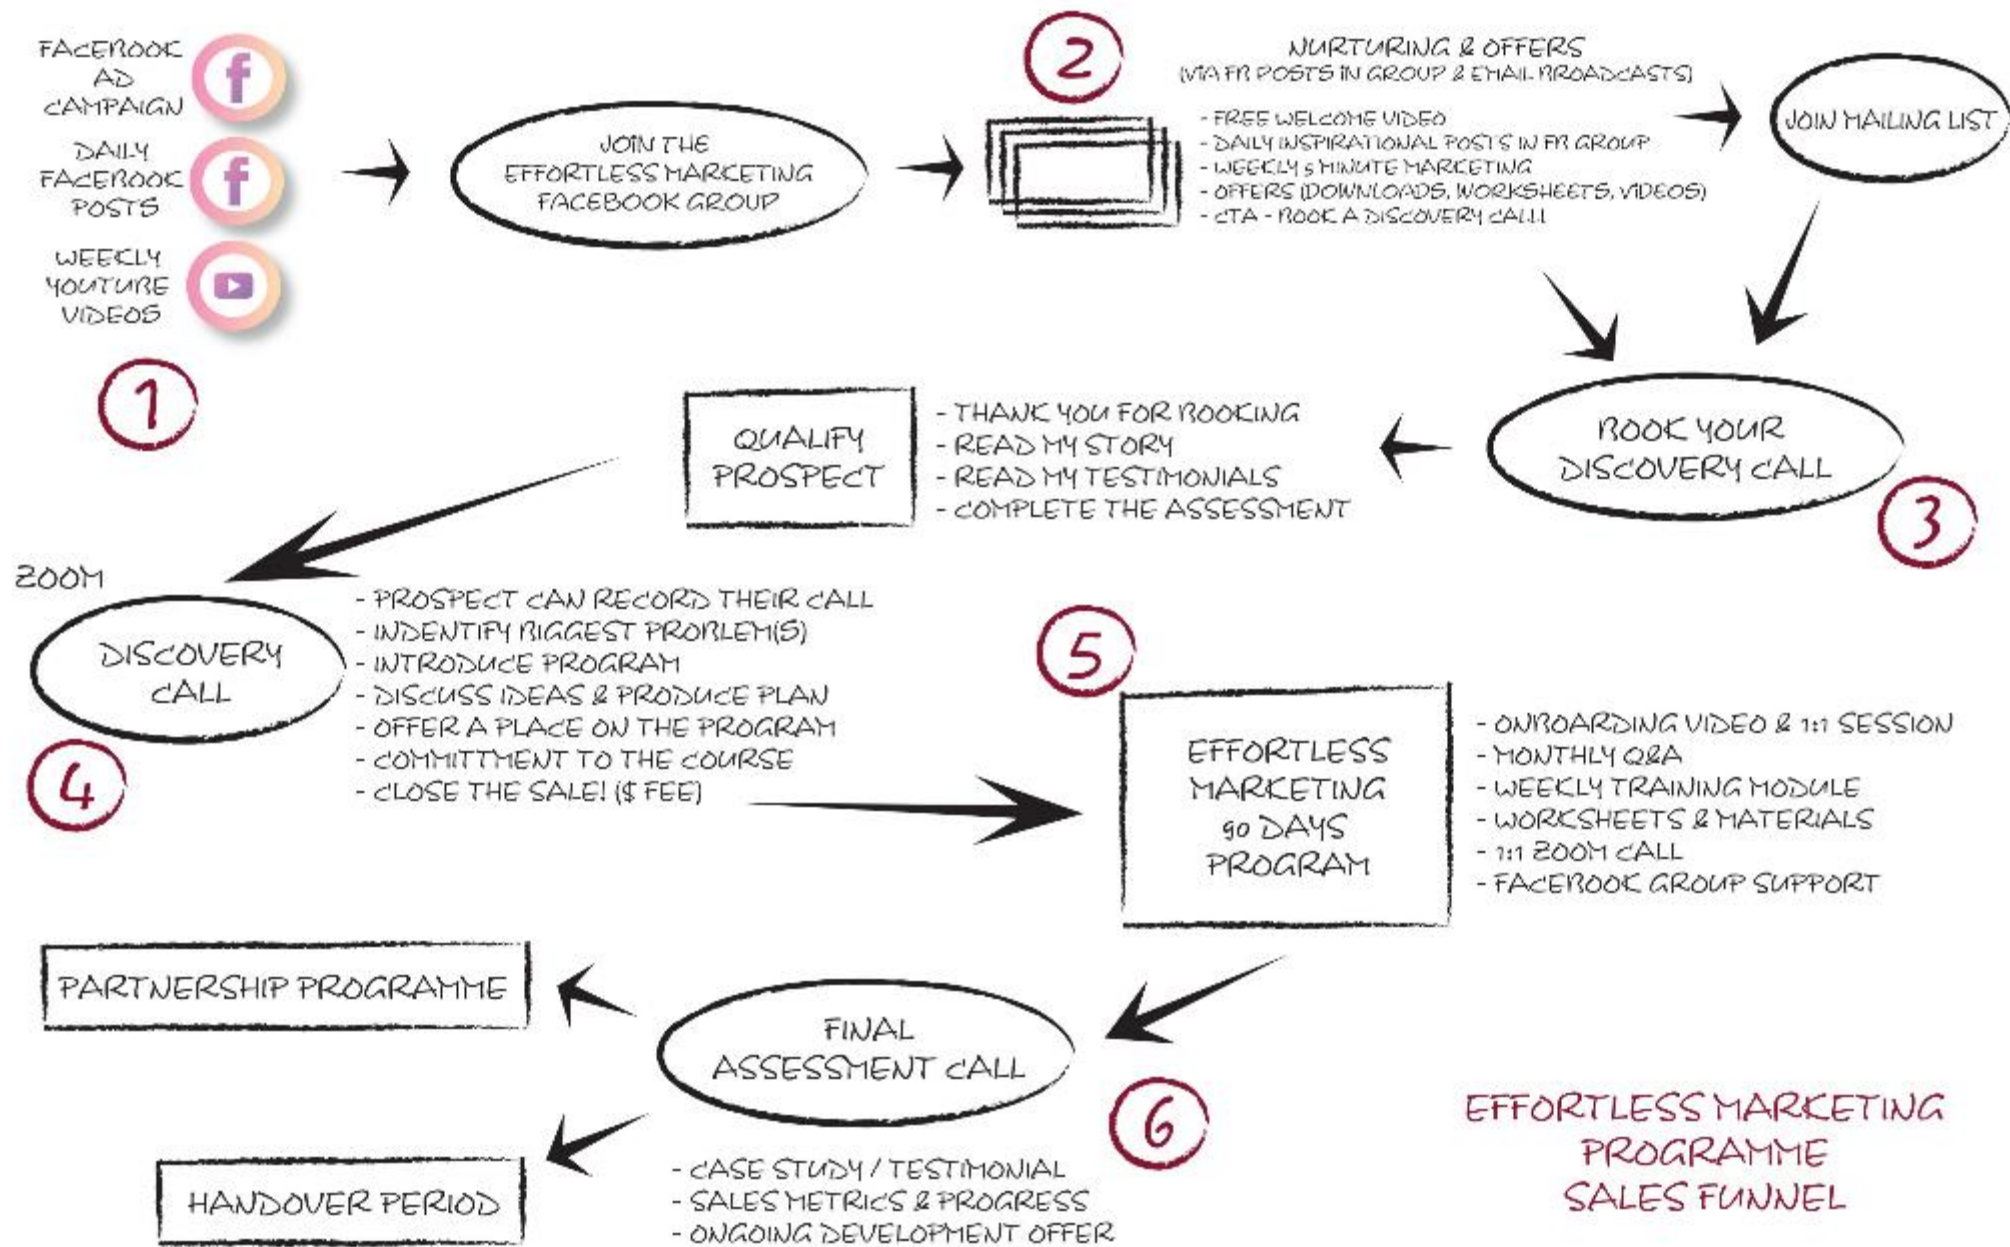 FACEBOOK
AD
CAMPAIGN
DAILY
FACEBOOK
POSTS
WEEKLY
YOUTUBE
VIDEOS
1
JOIN THE
EFFORTLESS MARKETING
FACEBOOK GROUP
2
NURTURING & OFFERS
(VIA FB POSTS IN GROUP & EMAIL BROADCASTS)
- FREE WELCOME VIDEO
- DAILY INSPIRATIONAL POSTS IN FB GROUP
- WEEKLY 5 MINUTE MARKETING
- OFFERS (DOWNLOADS, WORKSHEETS, VIDEOS)
- CTA - BOOK A DISCOVERY CALL!
JOIN MAILING LIST
BOOK YOUR
DISCOVERY CALL
3
QUALIFY
PROSPECT
- THANK YOU FOR BOOKING
- READ MY STORY
- READ MY TESTIMONIALS
- COMPLETE THE ASSESSMENT
ZOOM
DISCOVERY
CALL
4
- PROSPECT CAN RECORD THEIR CALL
- INDENTIFY BIGGEST PROBLEM(S)
- INTRODUCE PROGRAM
- DISCUSS IDEAS & PRODUCE PLAN
- OFFER A PLACE ON THE PROGRAM
- COMMITTMENT TO THE COURSE
- CLOSE THE SALE! ($ FEE)
5
EFFORTLESS
MARKETING
90 DAYS
PROGRAM
- ONBOARDING VIDEO & 1:1 SESSION
- MONTHLY Q&A
- WEEKLY TRAINING MODULE
- WORKSHEETS & MATERIALS
- 1:1 ZOOM CALL
- FACEBOOK GROUP SUPPORT
PARTNERSHIP PROGRAMME
FINAL
ASSESSMENT CALL
6
HANDOVER PERIOD
- CASE STUDY / TESTIMONIAL
- SALES METRICS & PROGRESS
- ONGOING DEVELOPMENT OFFER
EFFORTLESS MARKETING
PROGRAMME
SALES FUNNEL